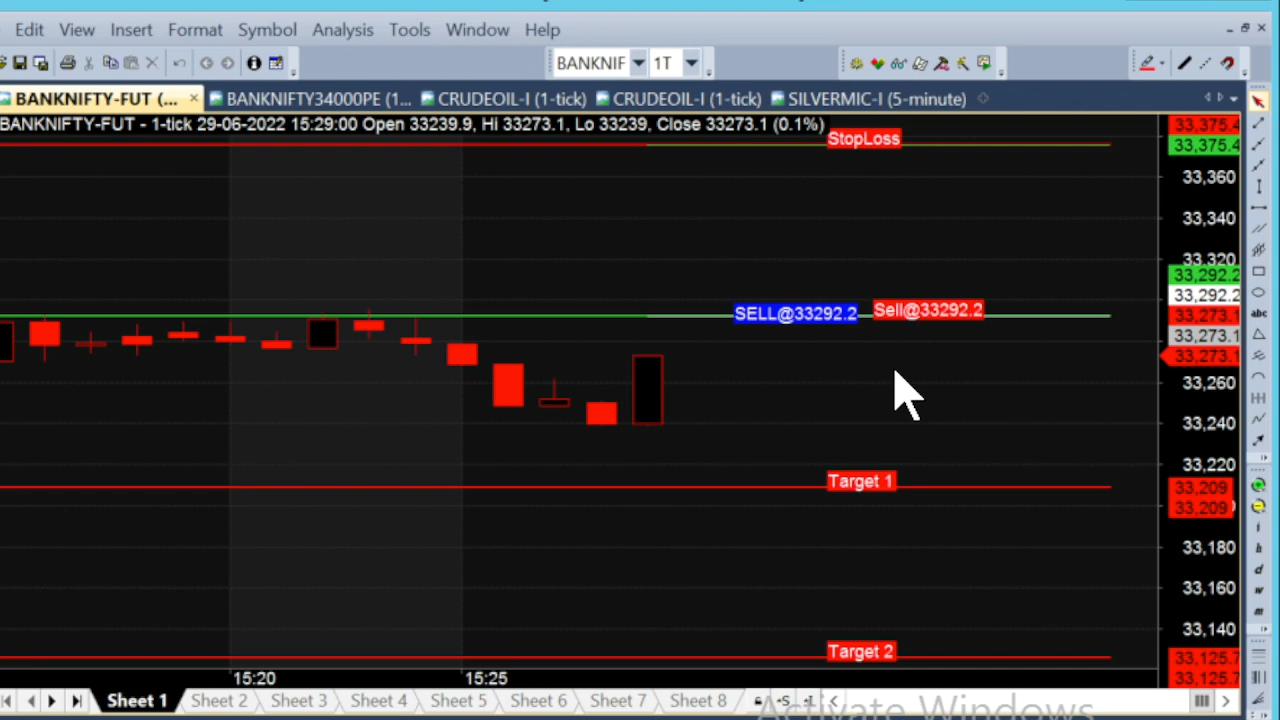 Edit View Insert Format Symbol Analysis Tools Window Help
BANKNIF 1T
BANKNIFTY-FUT (... BANKNIFTY34000PE (1... CRUDEOIL-I (1-tick) CRUDEOIL-I (1-tick) SILVERMIC-I (5-minute)
BANKNIFTY-FUT - 1-tick 29-06-2022 15:29:00 Open 33239.9, Hi 33273.1, Lo 33239, Close 33273.1 (0.1%)
33,375.4
StopLoss
33,375.4
33,360
33,340
33,320
33,292.2
33,292.2
SELL@33292.2 Sell@33292.2
33,273.1
33,273.1
33,273.1
33,260
33,240
33,220
Target 1
33,209
33,209
33,180
33,160
33,140
Target 2
33,125.7
33,125.7
15:20 15:25
Sheet 1 Sheet 2 Sheet 3 Sheet 4 Sheet 5 Sheet 6 Sheet 7 Sheet 8
Activate Windows
abc
i
h
d
w
m